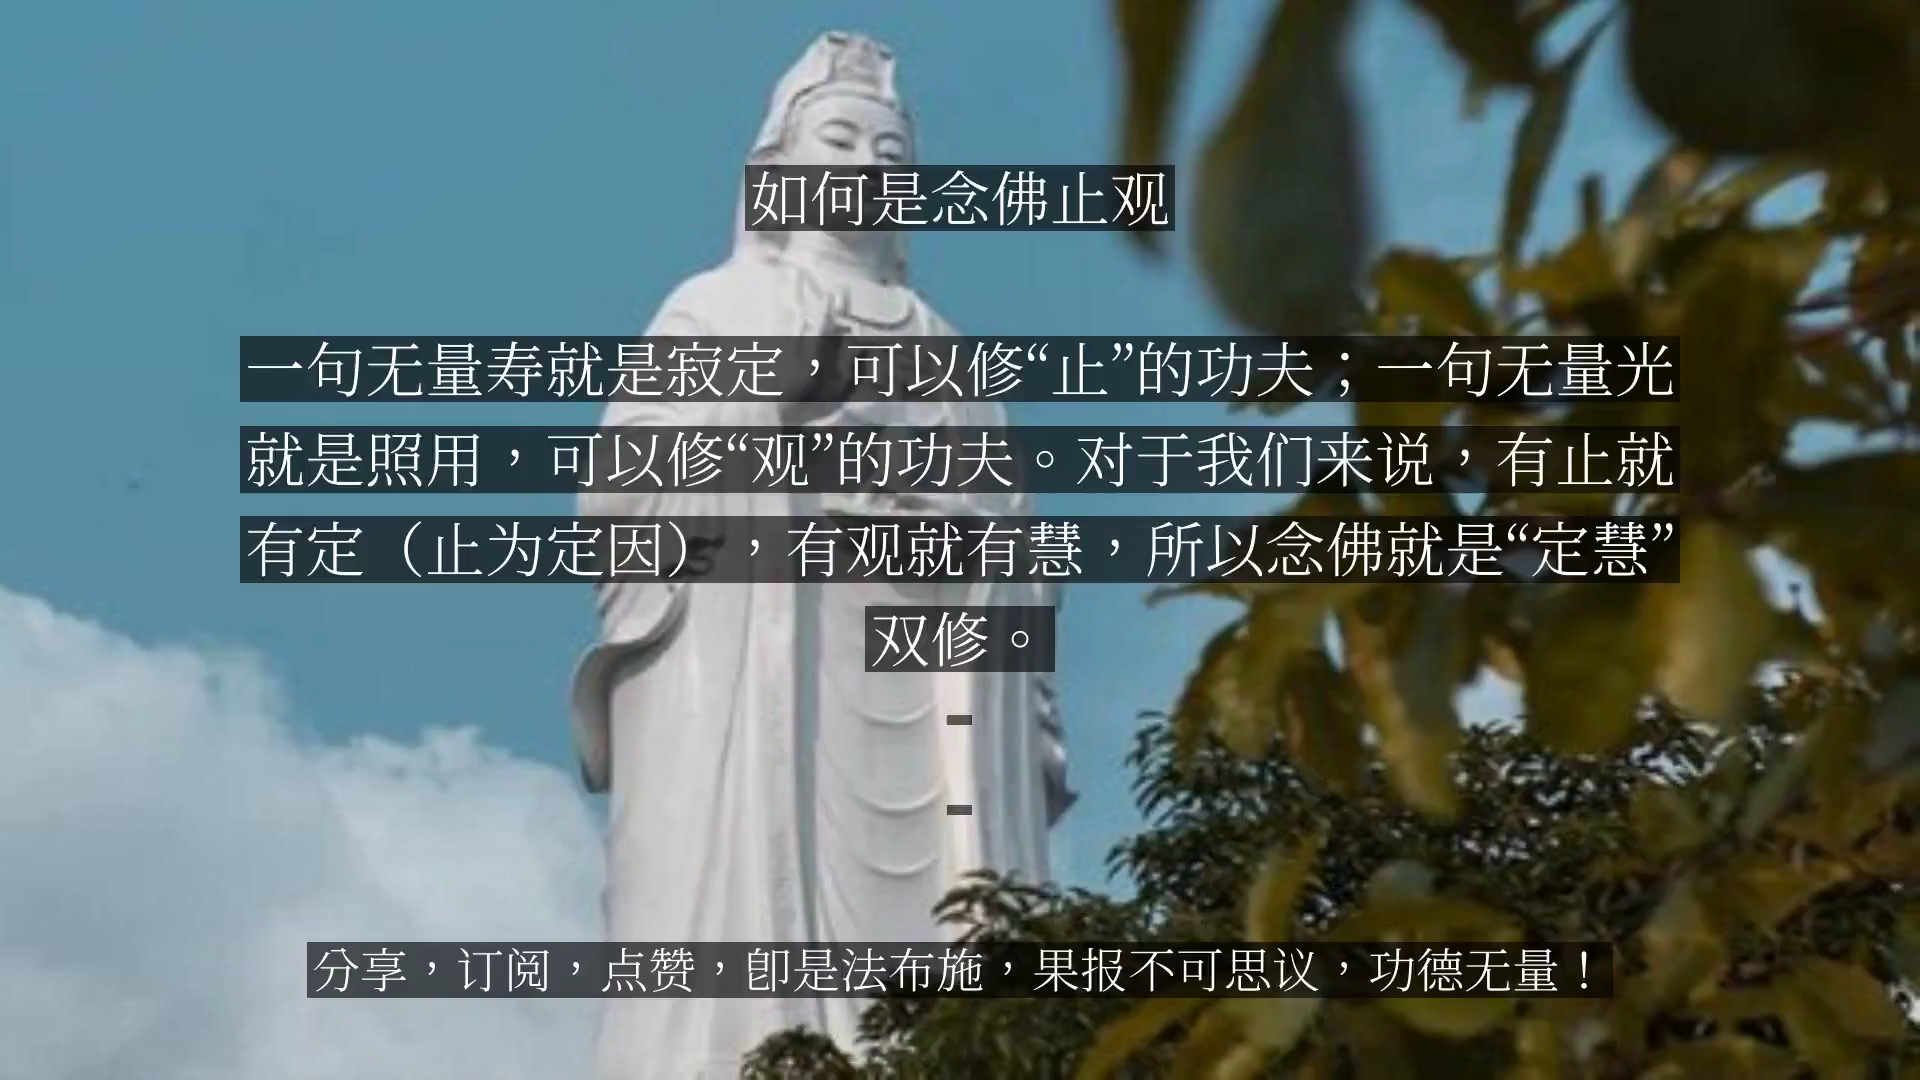 如何是念佛止观
一句无量寿就是寂定，可以修“止”的功夫；一句无量光
就是照用，可以修“观”的功夫。对于我们来说，有止就
有定（止为定因），有观就有慧，所以念佛就是“定慧”
双修。
-
-
分享，订阅，点赞，即是法布施，果报不可思议，功德无量！